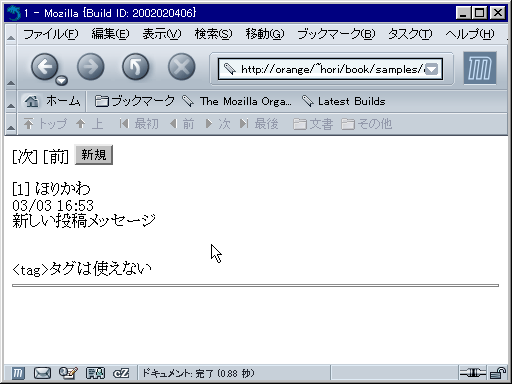 1 - Mozilla {Build ID: 2002020406}
ファイル(F) 編集(E) 表示(V) 検索(S) 移動(G) ブックマーク(B) タスク(T) ヘルプ(H)
http://orange/~hori/book/samples/
ホーム ブックマーク The Mozilla Orga... Latest Builds
トップ 上 最初 前 次 最後 文書 その他
[次] [前] 新規
[1] ほりかわ
03/03 16:53
新しい投稿メッセージ
<tag>タグは使えない
ドキュメント: 完了 (0.88 秒)